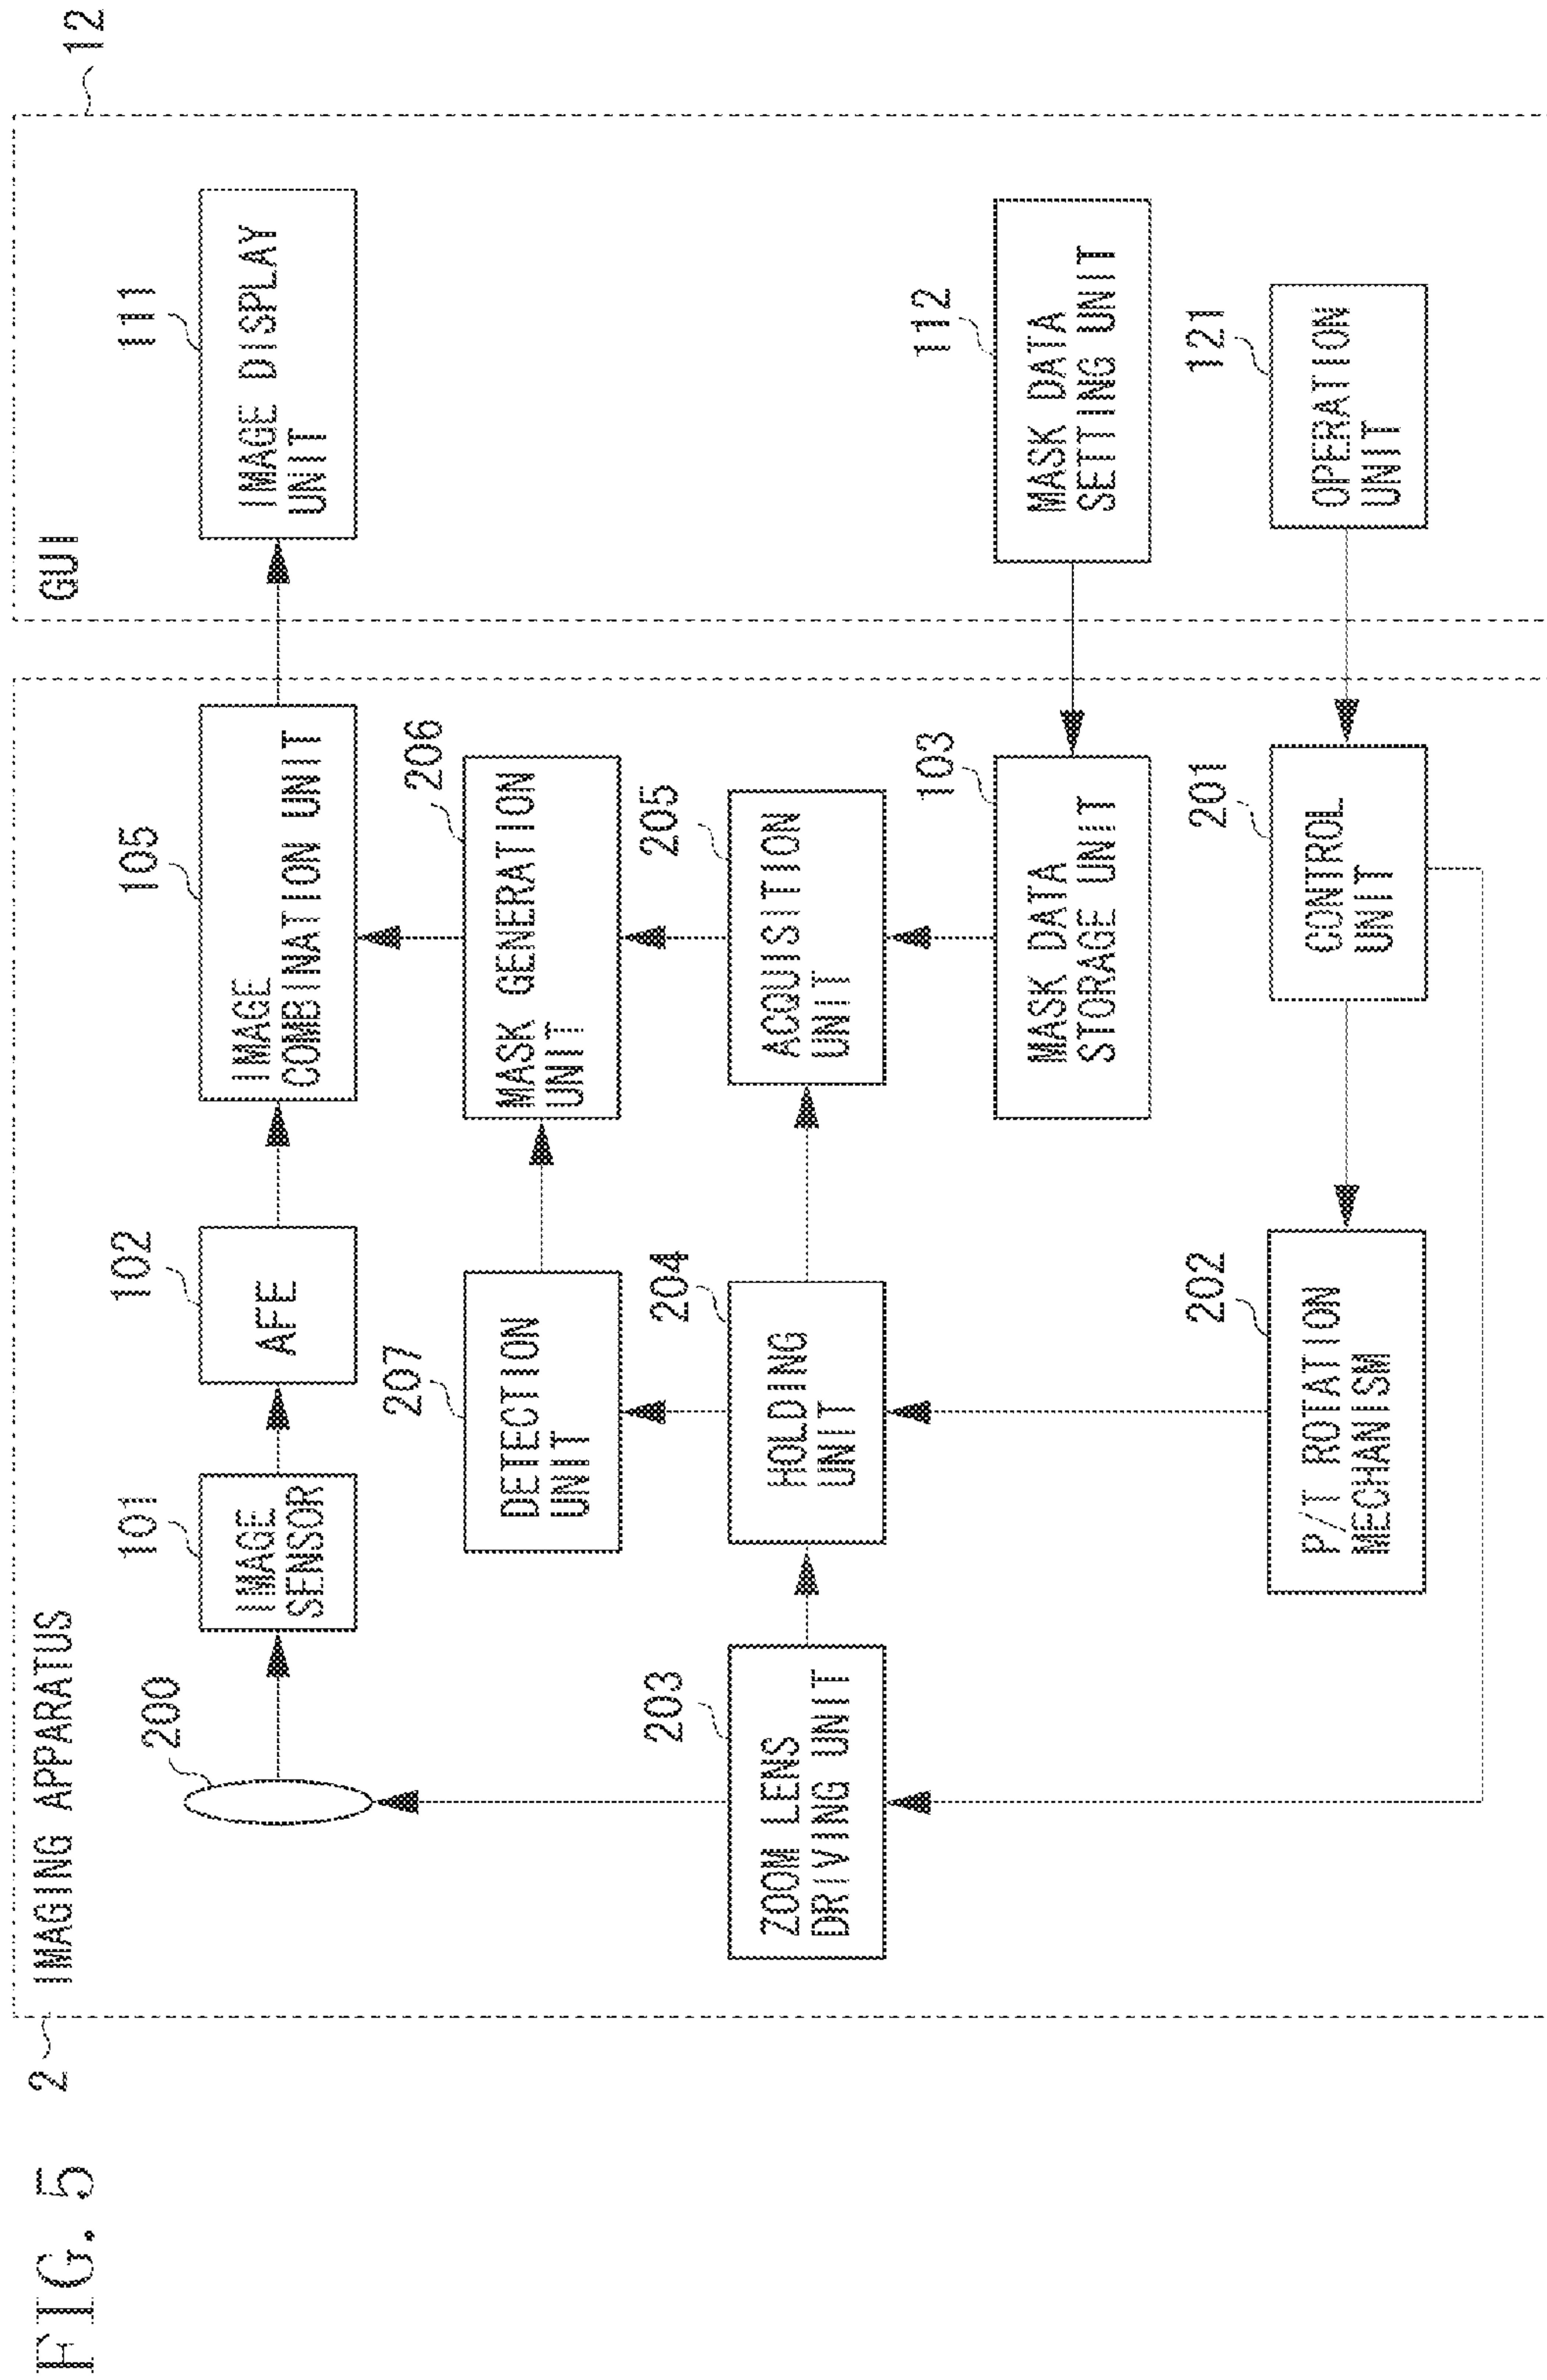 FIG. 5
2
IMAGING APPARATUS
GUI
12
200
101
IMAGE
SENSOR
102
AFE
105
IMAGE
COMBINATION UNIT
111
IMAGE DISPLAY
UNIT
207
DETECTION
UNIT
206
MASK GENERATION
UNIT
203
ZOOM LENS
DRIVING UNIT
204
HOLDING
UNIT
205
ACQUISITION
UNIT
103
MASK DATA
STORAGE UNIT
112
MASK DATA
SETTING UNIT
202
P/T ROTATION
MECHANISM
201
CONTROL
UNIT
121
OPERATION
UNIT